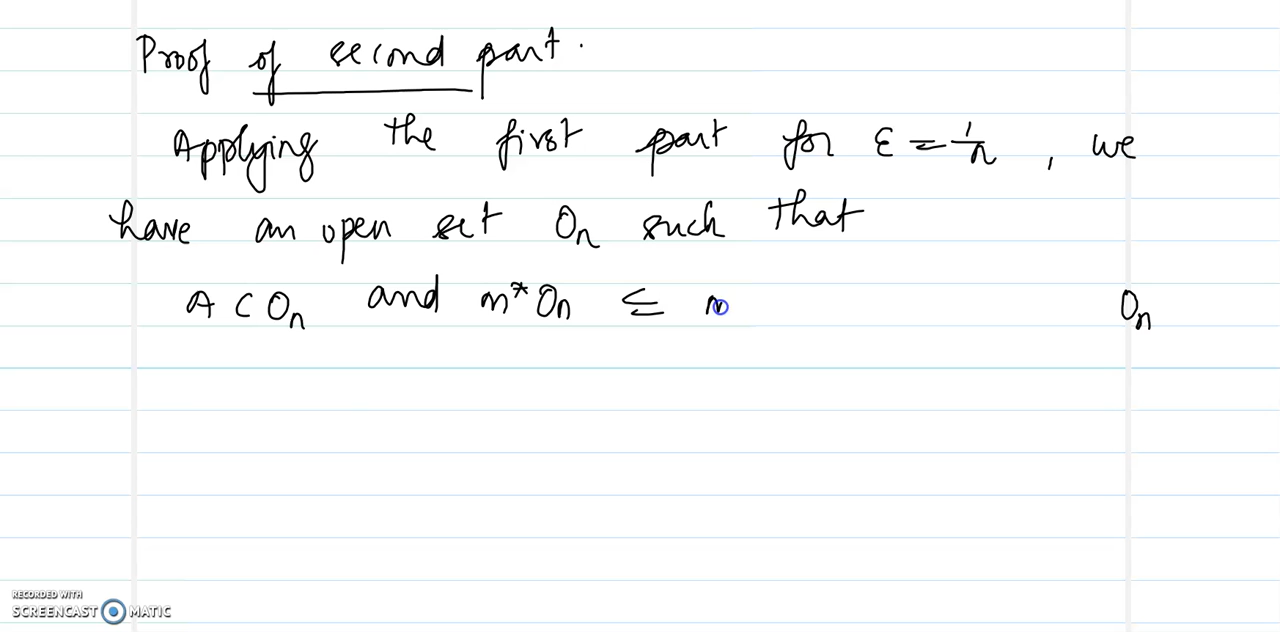 Proof of second part.
Applying the first part for ε = 1/n, we
have an open set On such that
A ⊂ On and m* On ≤ On
RECORDED WITH
SCREENCAST MATIC